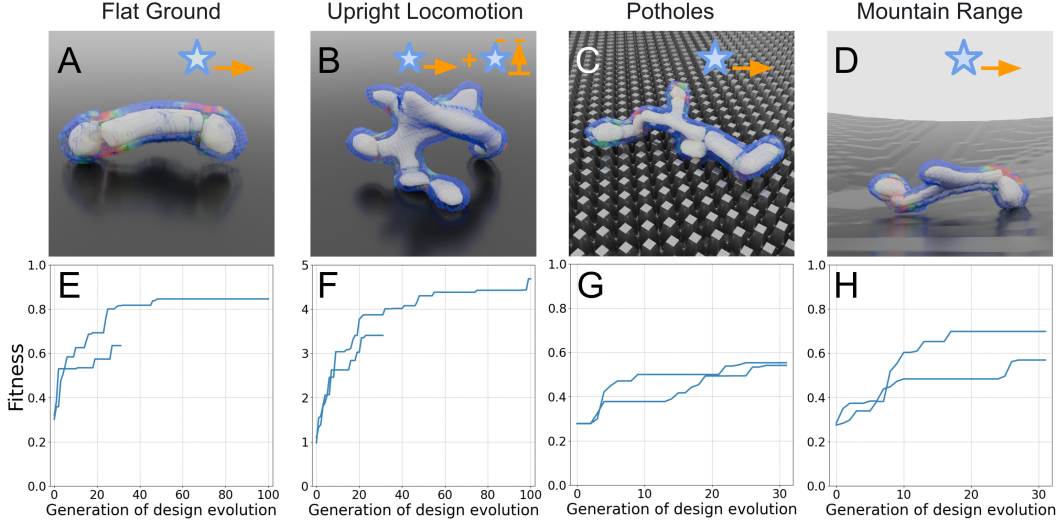 Flat Ground Upright Locomotion Potholes Mountain Range
A B C D
+
E F G H
1.0 5 1.0 1.0
0.8 4 0.8 0.8
0.6 3 0.6 0.6
0.4 2 0.4 0.4
0.2 1 0.2 0.2
0.0 0 0.0 0.0
Fitness
0 20 40 60 80 100 0 20 40 60 80 100 0 10 20 30 0 10 20 30
Generation of design evolution Generation of design evolution Generation of design evolution Generation of design evolution